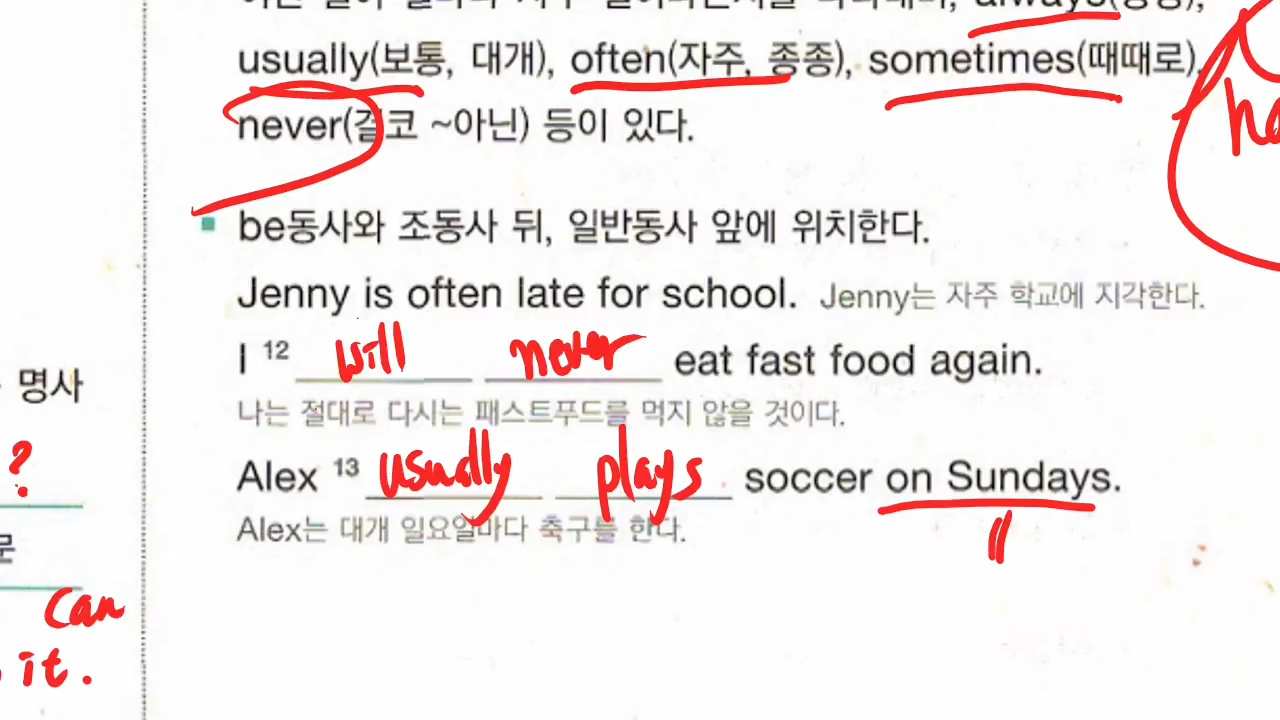 usually(보통, 대개), often(자주, 종종), sometimes(때때로),
never(결코 ~아닌) 등이 있다.
be동사와 조동사 뒤, 일반동사 앞에 위치한다.
Jenny is often late for school. Jenny는 자주 학교에 지각한다.
I 12 will never eat fast food again.
명사
나는 절대로 다시는 패스트푸드를 먹지 않을 것이다.
?
Alex 13 usually plays soccer on Sundays.
Alex는 대개 일요일마다 축구를 한다.
문
can
it.